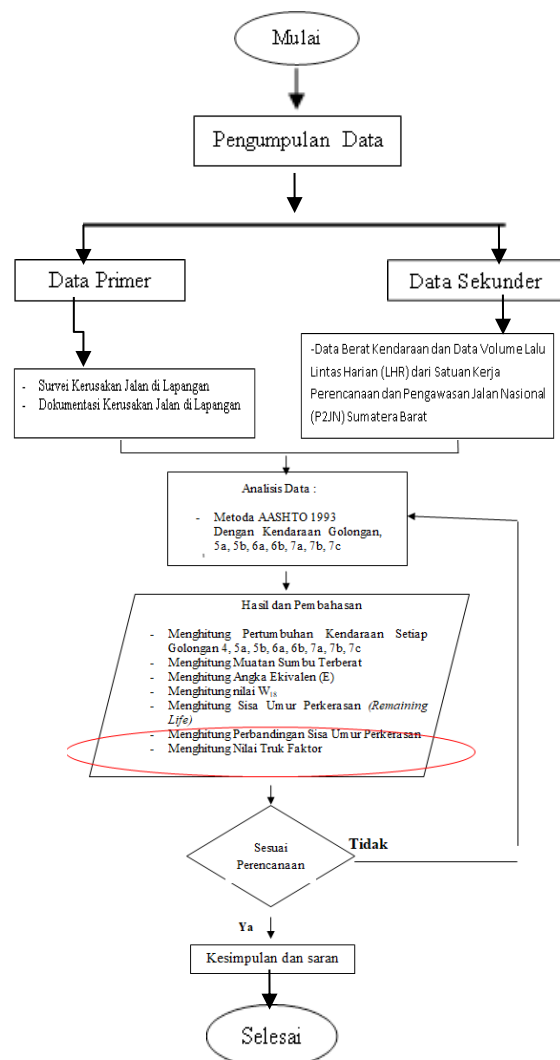 Mulai
Pengumpulan Data
Data Primer
Data Sekunder
- Survei Kerusakan Jalan di Lapangan
- Dokumentasi Kerusakan Jalan di Lapangan
-Data Berat Kendaraan dan Data Volume Lalu
Lintas Harian (LHR) dari Satuan Kerja
Perencanaan dan Pengawasan Jalan Nasional
(P2JN) Sumatera Barat
Analisis Data :
- Metoda AASHTO 1993
Dengan Kendaraan Golongan,
5a, 5b, 6a, 6b, 7a, 7b, 7c
Hasil dan Pembahasan
- Menghitung Pertumbuhan Kendaraan Setiap
Golongan 4, 5a, 5b, 6a, 6b, 7a, 7b, 7c
- Menghitung Muatan Sumbu Terberat
- Menghitung Angka Ekivalen (E)
- Menghitung nilai W₁₈
- Menghitung Sisa Umur Perkerasan (Remaining
Life)
- Menghitung Perbandingan Sisa Umur Perkerasan
- Menghitung Nilai Truk Faktor
Sesuai
Perencanaan
Tidak
Ya
Kesimpulan dan saran
Selesai